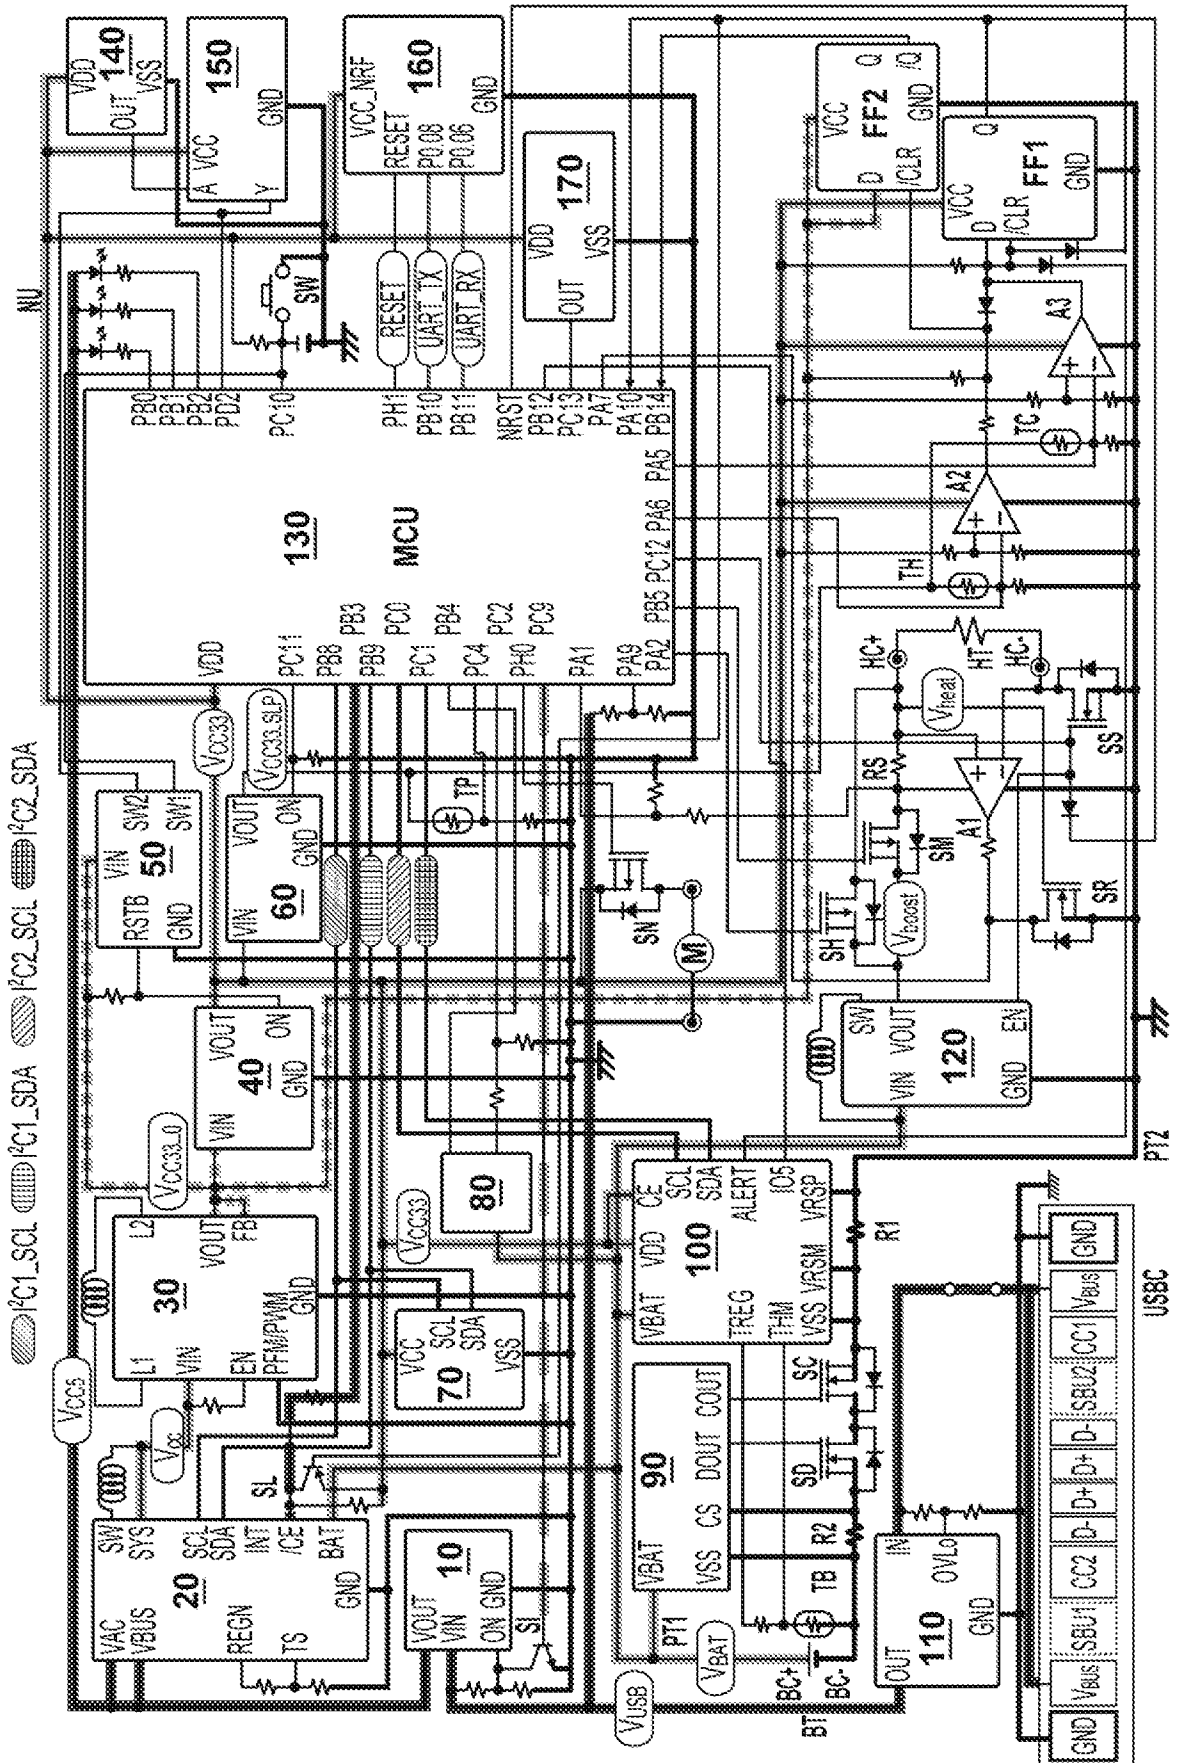 I²C1_SCL
I²C1_SDA
I²C2_SCL
I²C2_SDA
NU
VDD
140
OUT
VSS
A
VCC
150
Y
GND
VCC_NRF
160
RESET
P0.08
P0.06
GND
VDD
170
OUT
VSS
SW
RESET
UART_TX
UART_RX
PB0
PB1
PB2
PD2
PC10
PH1
PB10
PB11
NRST
PB12
PC13
PA7
PA10
PB14
130
MCU
VDD
PC11
PB8
PB3
PB9
PC0
PC1
PB4
PC4
PC2
PH0
PC9
PA1
PA9
PA2
PB5
PC12
PA6
PA5
VCC33
VCC33_SLP
VIN
SW2
SW1
50
RSTB
GND
VOUT
ON
60
GND
VIN
VOUT
ON
40
GND
VIN
VCC33_0
L2
VOUT
FB
30
GND
L1
VIN
EN
PFM/PWM
VCC5
VCC
SW
SYS
SCL
SDA
INT
/CE
BAT
20
GND
VAC
VBUS
REGN
TS
SL
VCC
SCL
SDA
70
VSS
80
VCC33
TP
SN
M
10
VOUT
VIN
ON
GND
SI
VUSB
VCC
FF2
D
Q
/Q
/CLR
GND
VCC
FF1
D
Q
/CLR
GND
A3
TC
A2
TH
HC+
HT
HC-
Vheat
RS
A1
SS
SM
SH
Vboost
SR
SW
VOUT
EN
120
VIN
GND
CE
SCL
SDA
ALERT
IO5
VDD
100
VRSP
VBAT
TREG
THM
VRSM
VSS
R1
PT2
COUT
DOUT
90
CS
VBAT
VSS
SC
SD
R2
TB
PT1
VBAT
BC+
BC-
BT
IN
OVLo
110
GND
OUT
USBC
GND
VBUS
CC1
SBU2
D-
D+
D+
D-
CC2
SBU1
VBUS
GND